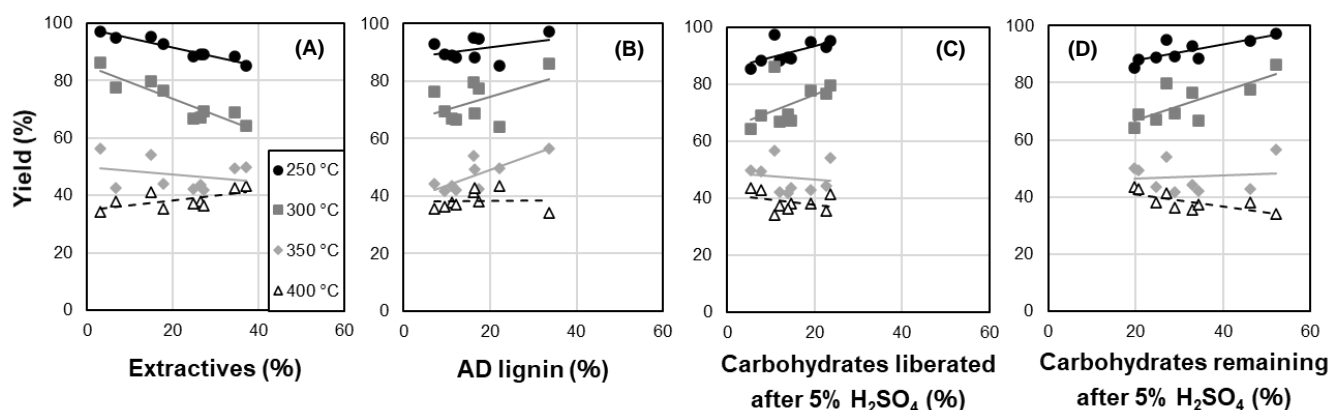 Yield (%)
100
80
60
40
20
0
(A)
250 °C
300 °C
350 °C
400 °C
0
20
40
60
Extractives (%)
100
80
60
40
20
0
(B)
0
20
40
60
AD lignin (%)
100
80
60
40
20
0
(C)
0
20
40
60
Carbohydrates liberated
after 5% H₂SO₄ (%)
100
80
60
40
20
0
(D)
0
20
40
60
Carbohydrates remaining
after 5% H₂SO₄ (%)